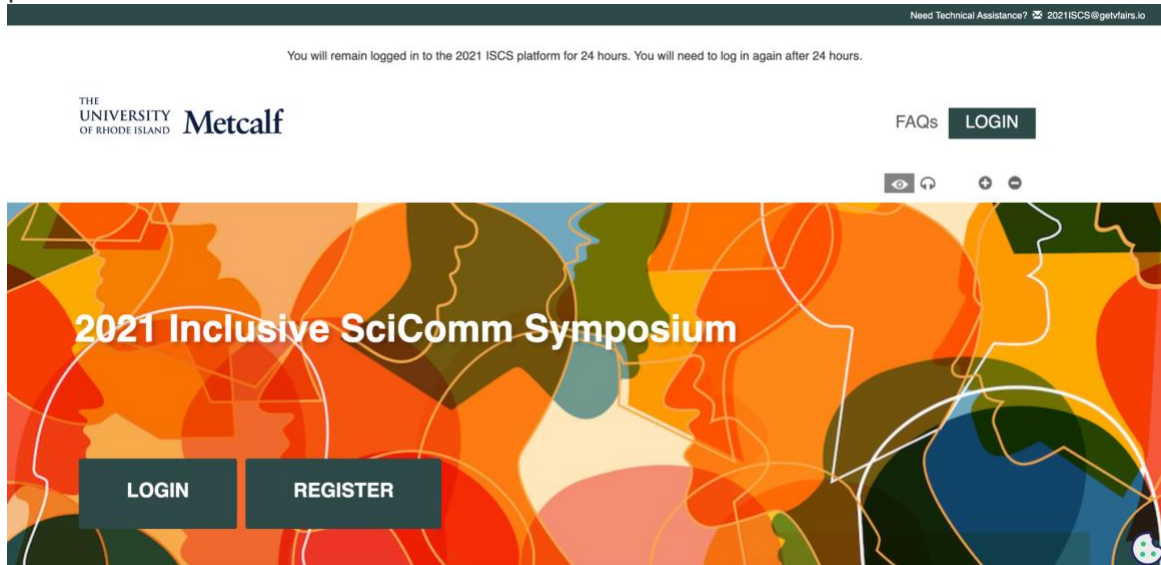 Need Technical Assistance? 2021ISCS@getvfairs.io
You will remain logged in to the 2021 ISCS platform for 24 hours. You will need to log in again after 24 hours.
THE
UNIVERSITY
OF RHODE ISLAND
Metcalf
FAQs LOGIN
2021 Inclusive SciComm Symposium
LOGIN REGISTER